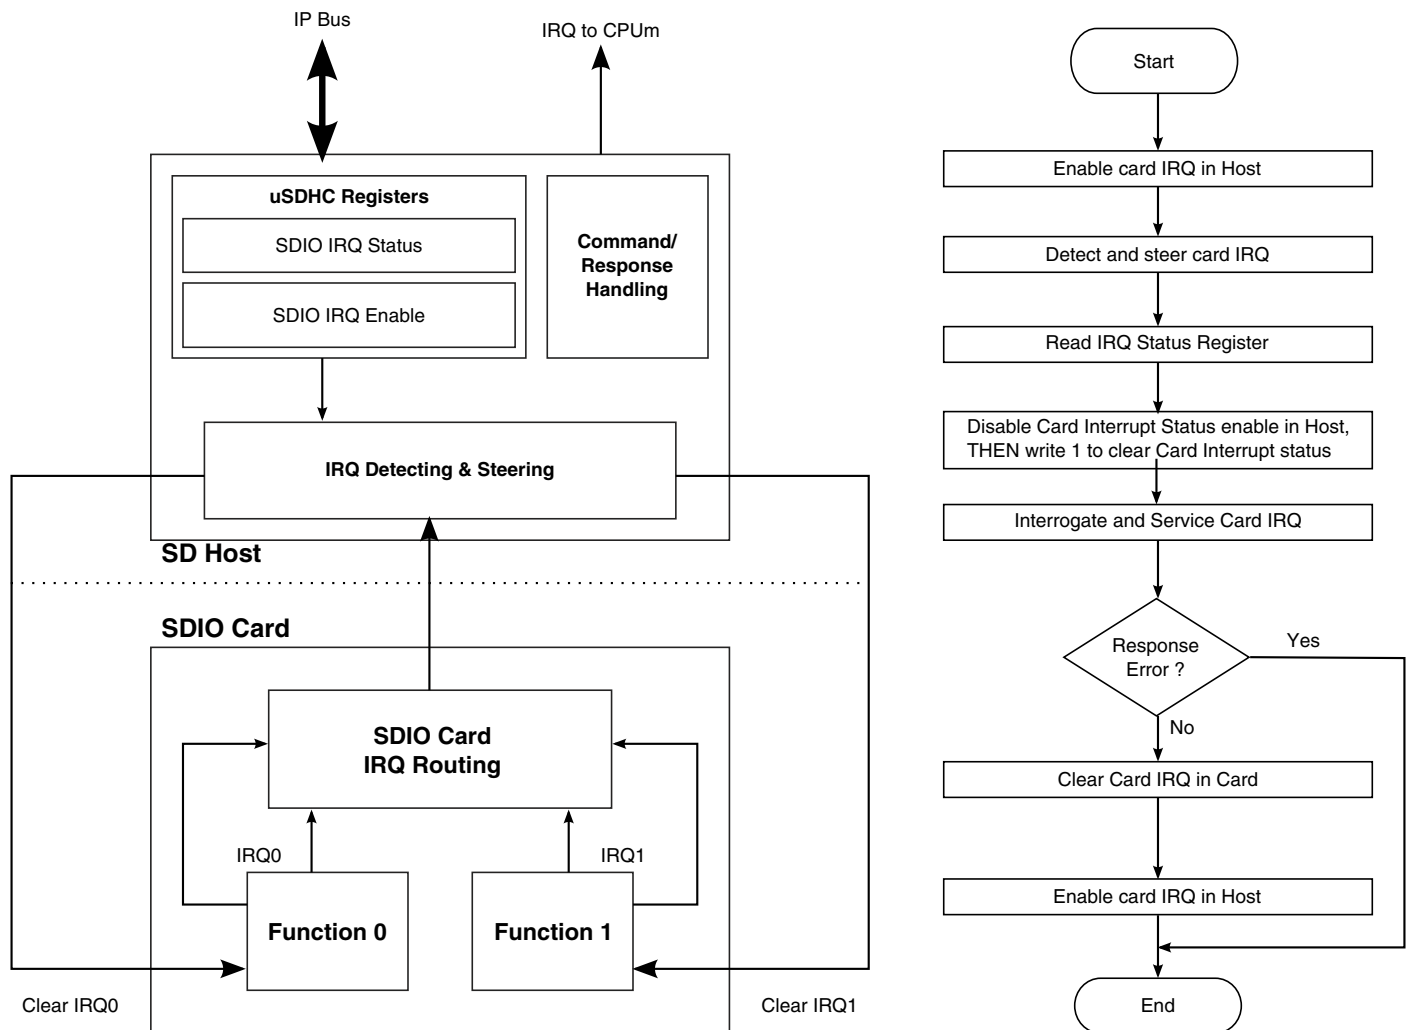 IP Bus
IRQ to CPUm
uSDHC Registers
SDIO IRQ Status
SDIO IRQ Enable
Command/
Response
Handling
IRQ Detecting & Steering
SD Host
SDIO Card
SDIO Card
IRQ Routing
IRQ0
IRQ1
Function 0
Function 1
Clear IRQ0
Clear IRQ1
Start
Enable card IRQ in Host
Detect and steer card IRQ
Read IRQ Status Register
Disable Card Interrupt Status enable in Host,
THEN write 1 to clear Card Interrupt status
Interrogate and Service Card IRQ
Response
Error ?
Yes
No
Clear Card IRQ in Card
Enable card IRQ in Host
End